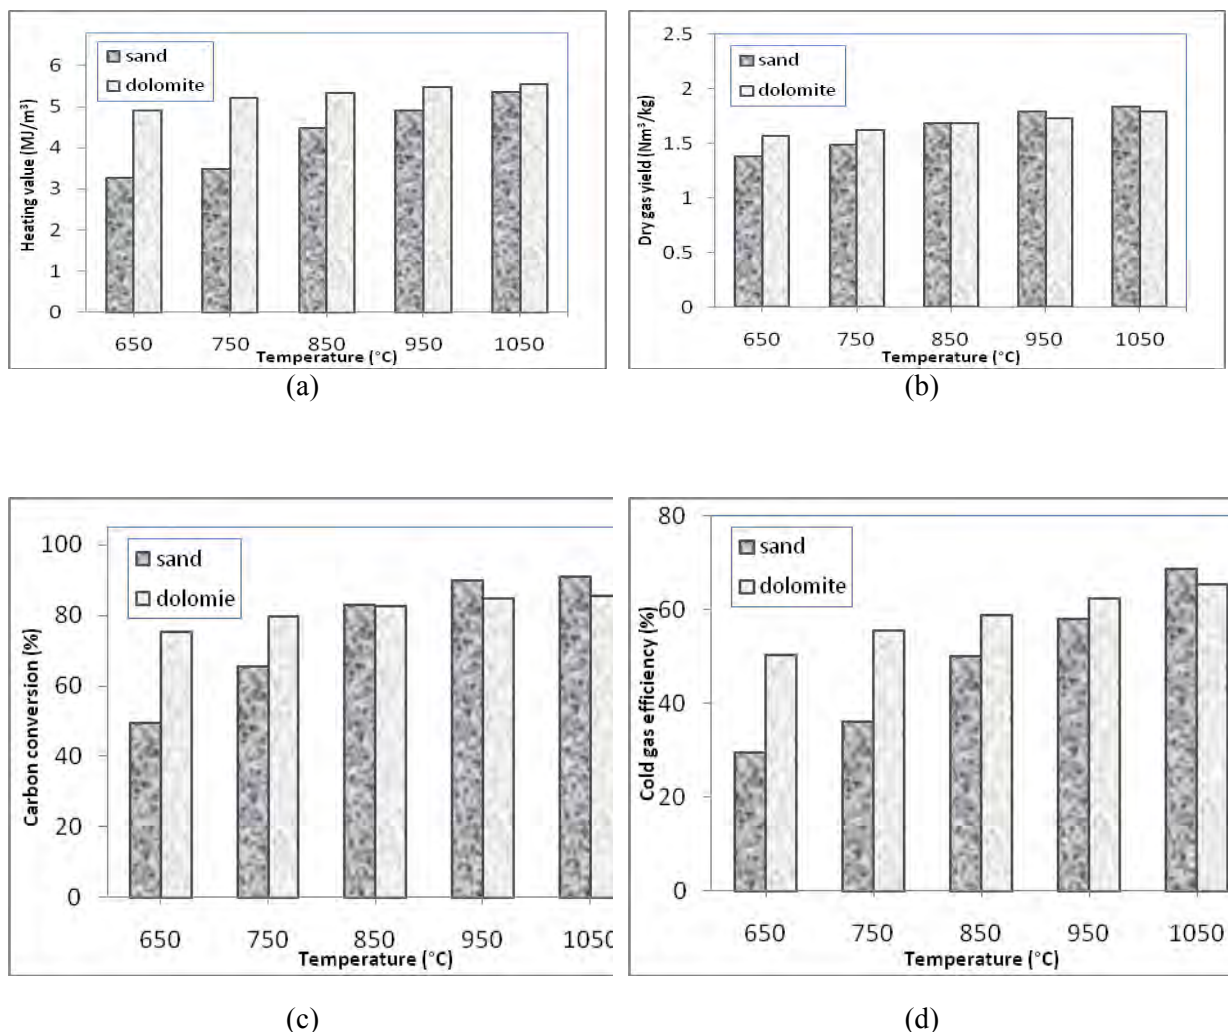 sand
dolomite
6
5
4
3
2
1
0
Heating value (MJ/m³)
650 750 850 950 1050
Temperature (°C)
(a)
2.5
2
1.5
1
0.5
0
sand
dolomite
Dry gas yield (Nm³/kg)
650 750 850 950 1050
Temperature (°C)
(b)
100
80
60
40
20
0
sand
dolomie
Carbon conversion (%)
650 750 850 950 1050
Temperature (°C)
(c)
80
60
40
20
0
sand
dolomite
Cold gas efficiency (%)
650 750 850 950 1050
Temperature (°C)
(d)